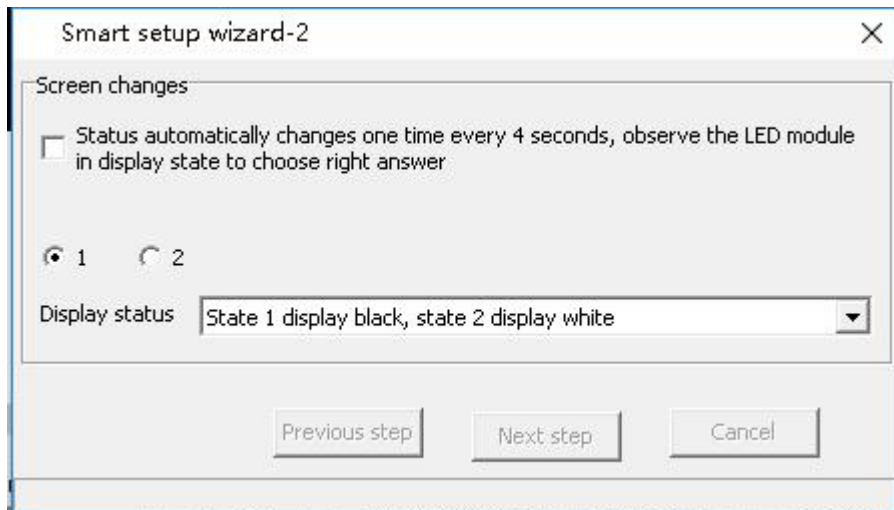 Smart setup wizard-2
Screen changes
Status automatically changes one time every 4 seconds, observe the LED module
in display state to choose right answer
1 2
Display status State 1 display black, state 2 display white
Previous step Next step Cancel